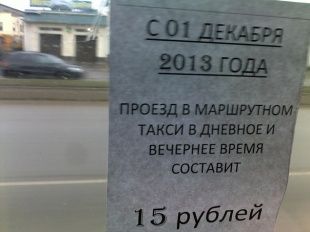 С 01 ДЕКАБРЯ
2013 ГОДА
ПРОЕЗД В МАРШРУТНОМ
ТАКСИ В ДНЕВНОЕ И
ВЕЧЕРНЕЕ ВРЕМЯ
СОСТАВИТ
15 рублей